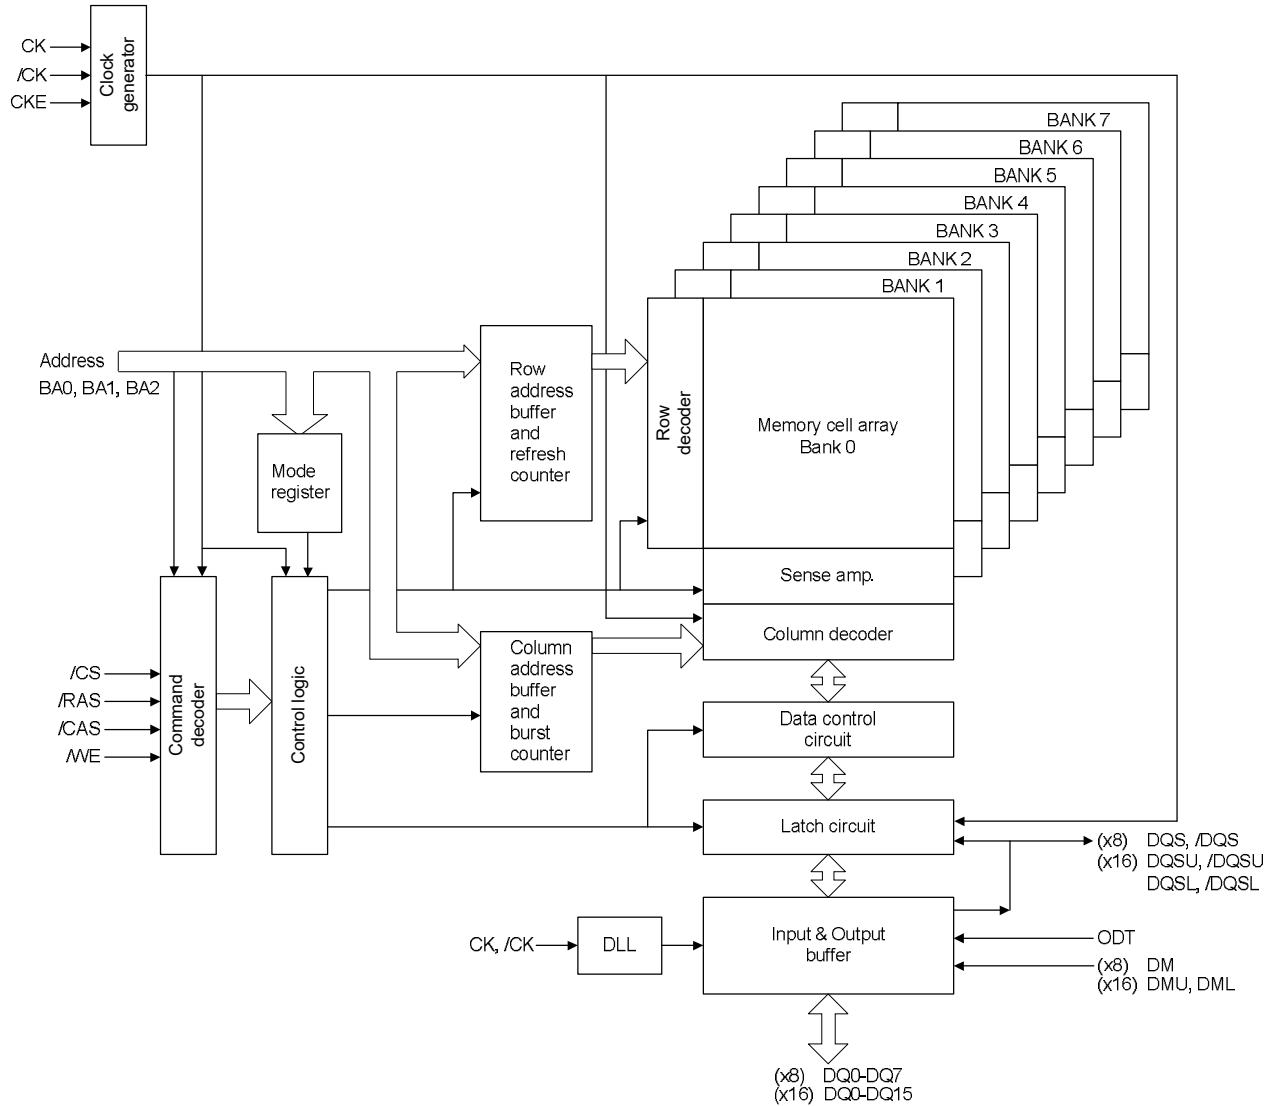 CK
/CK
CKE
Clock
generator
BANK 7
BANK 6
BANK 5
BANK 4
BANK 3
BANK 2
BANK 1
Address
BA0, BA1, BA2
Mode
register
Row
address
buffer
and
refresh
counter
Row
decoder
Memory cell array
Bank 0
Sense amp.
Column decoder
Column
address
buffer
and
burst
counter
/CS
/RAS
/CAS
/WE
Command
decoder
Control logic
Data control
circuit
Latch circuit
(x8) DQS, /DQS
(x16) DQSU, /DQSU
DQSL, /DQSL
CK, /CK
DLL
Input & Output
buffer
ODT
(x8) DM
(x16) DMU, DML
(x8) DQ0-DQ7
(x16) DQ0-DQ15